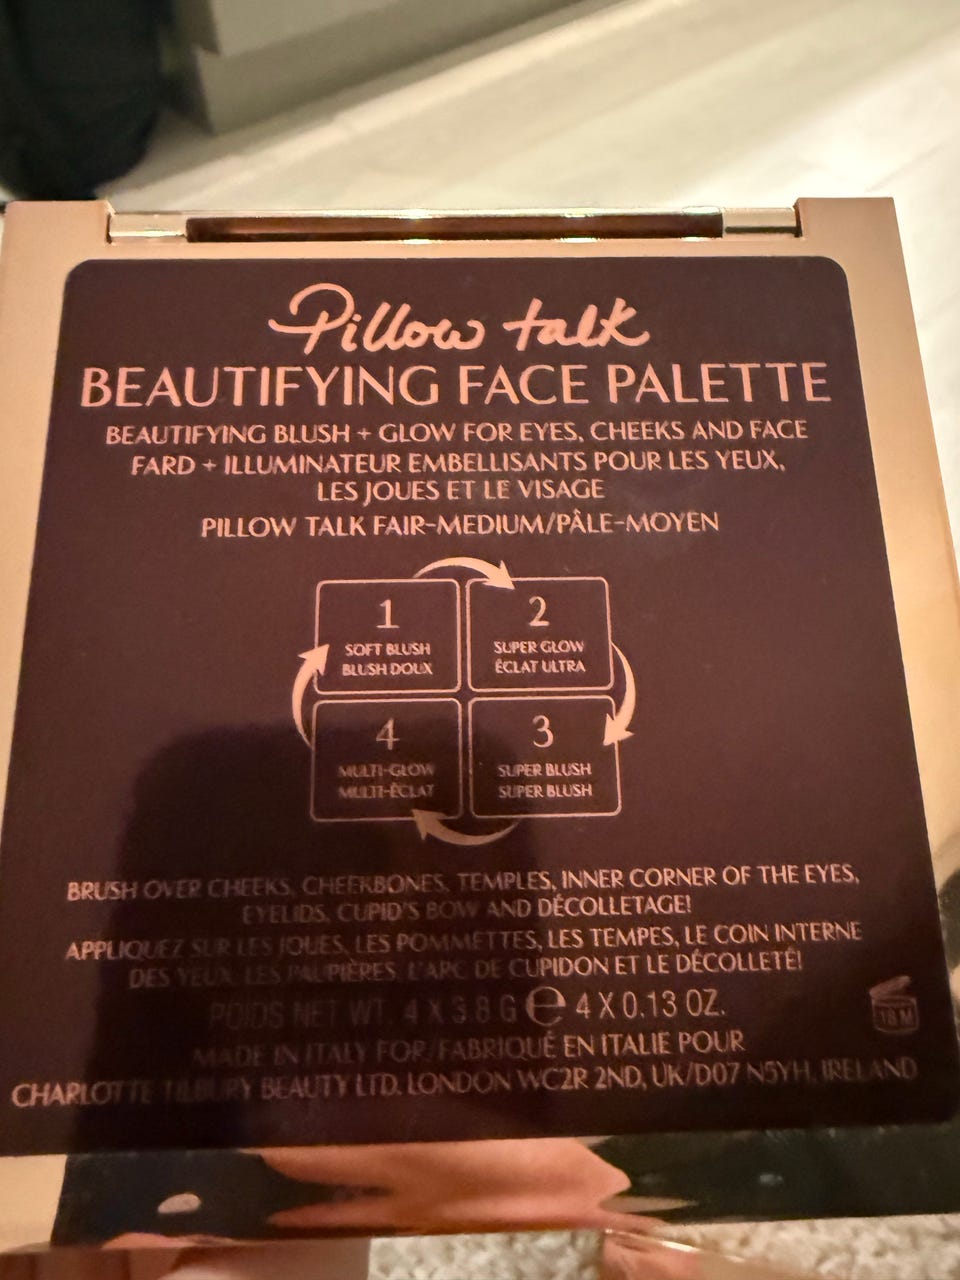 Pillow talk
BEAUTIFYING FACE PALETTE
BEAUTIFYING BLUSH + GLOW FOR EYES, CHEEKS AND FACE
FARD + ILLUMINATEUR EMBELLISANTS POUR LES YEUX,
LES JOUES ET LE VISAGE
PILLOW TALK FAIR-MEDIUM/PÂLE-MOYEN
1
SOFT BLUSH
BLUSH DOUX
2
SUPER GLOW
ÉCLAT ULTRA
3
SUPER BLUSH
SUPER BLUSH
4
MULTI-GLOW
MULTI-ÉCLAT
BRUSH OVER CHEEKS, CHEEKBONES, TEMPLES, INNER CORNER OF THE EYES,
EYELIDS, CUPID'S BOW AND DÉCOLLETAGE!
APPLIQUEZ SUR LES JOUES, LES POMMETTES, LES TEMPES, LE COIN INTERNE
DES YEUX, LES PAUPIÈRES, L'ARC DE CUPIDON ET LE DÉCOLLETÉ!
POIDS NET WT. 4 X 3.8 G ℮ 4 X 0.13 OZ.
18 M
MADE IN ITALY FOR/FABRIQUÉ EN ITALIE POUR
CHARLOTTE TILBURY BEAUTY LTD. LONDON WC2R 2ND, UK/D07 N5YH, IRELAND